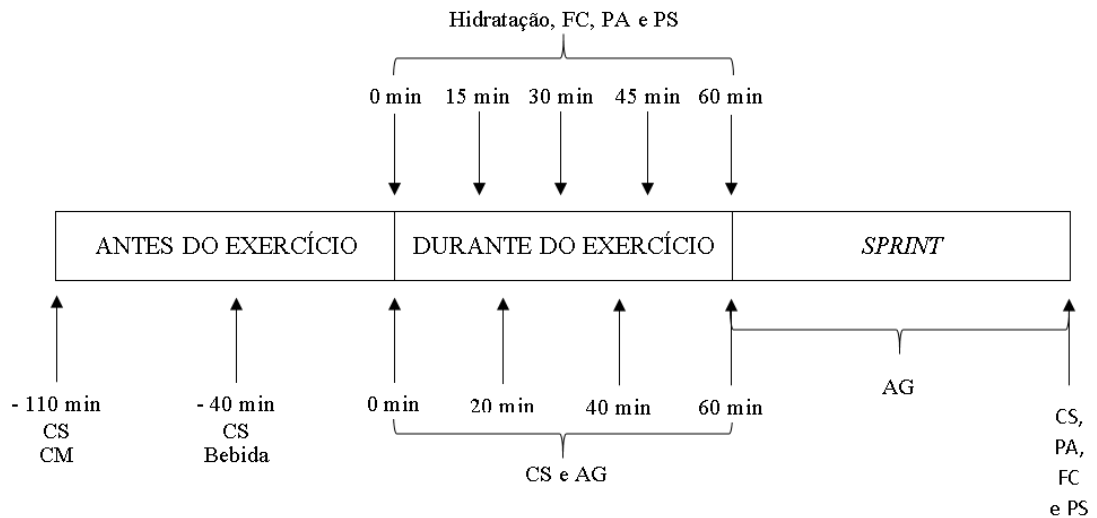 Hidratação, FC, PA e PS
0 min 15 min 30 min 45 min 60 min
ANTES DO EXERCÍCIO DURANTE DO EXERCÍCIO SPRINT
- 110 min - 40 min 0 min 20 min 40 min 60 min
CS CS
CM Bebida
CS e AG
AG
CS,
PA,
FC
e PS